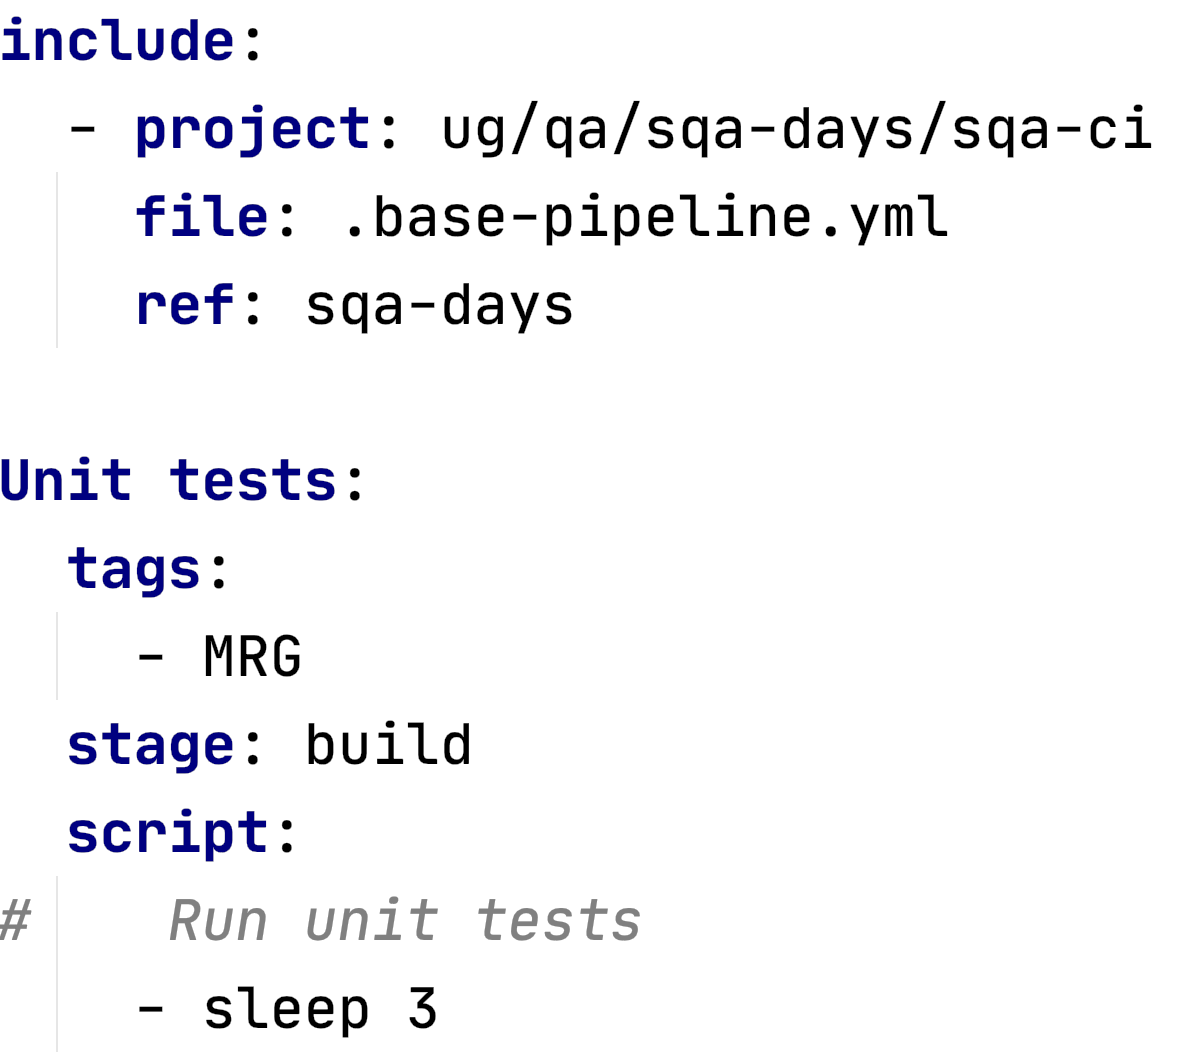 include:
  - project: ug/qa/sqa-days/sqa-ci
    file: .base-pipeline.yml
    ref: sqa-days

Unit tests:
  tags:
    - MRG
  stage: build
  script:
#    Run unit tests
    - sleep 3